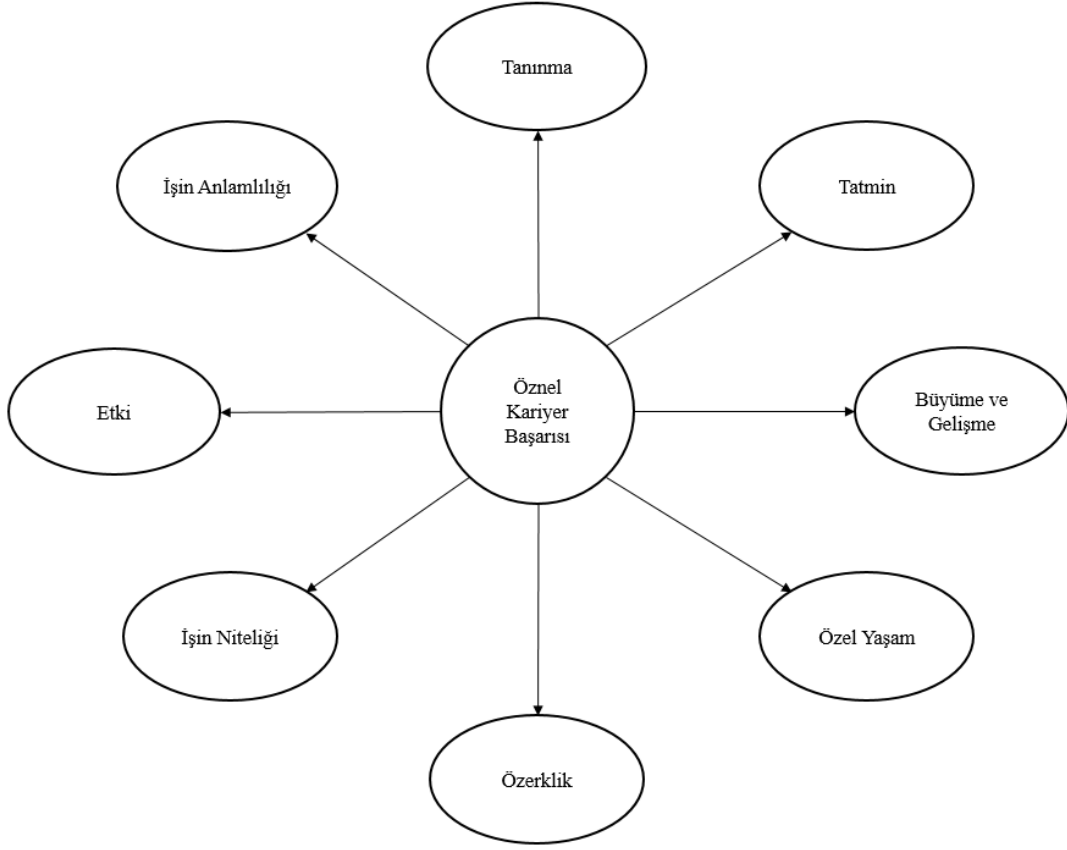 Tanınma
İşin Anlamlılığı
Tatmin
Öznel
Kariyer
Başarısı
Etki
Büyüme ve
Gelişme
İşin Niteliği
Özel Yaşam
Özerklik